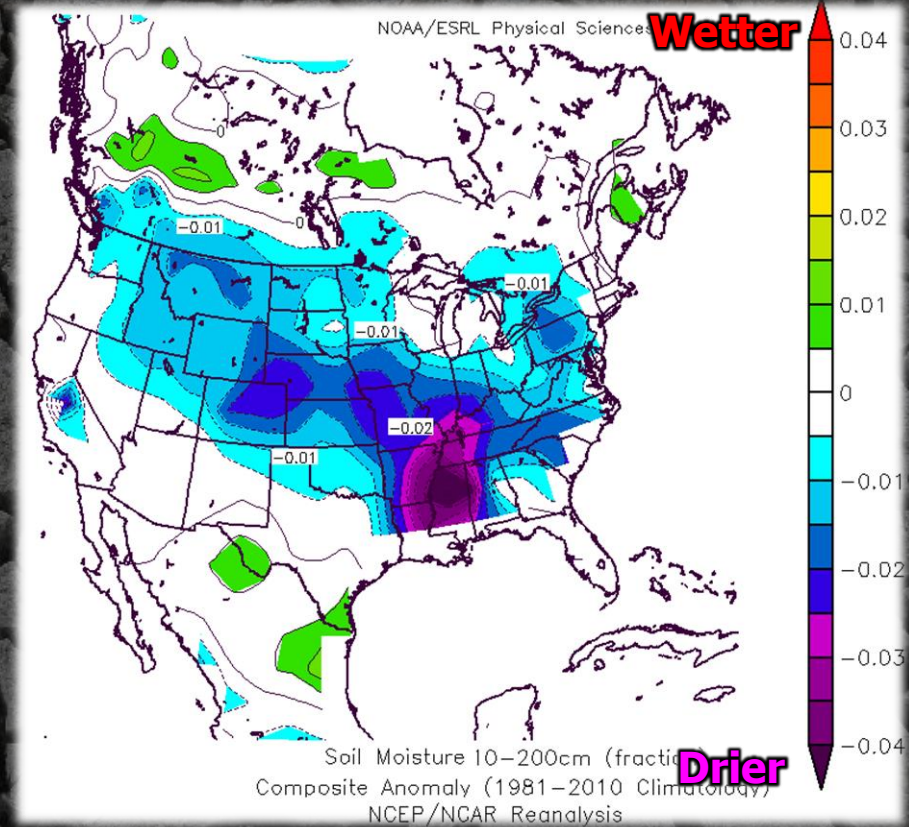 NOAA/ESRL Physical Sciences
Wetter
0.04
0.03
0.02
0.01
0
-0.01
-0.02
-0.03
-0.04
0
0
-0.01
-0.01
-0.01
-0.02
-0.01
Soil Moisture 10-200cm (fracti
Drier
Composite Anomaly (1981-2010 Climatology)
NCEP/NCAR Reanalysis